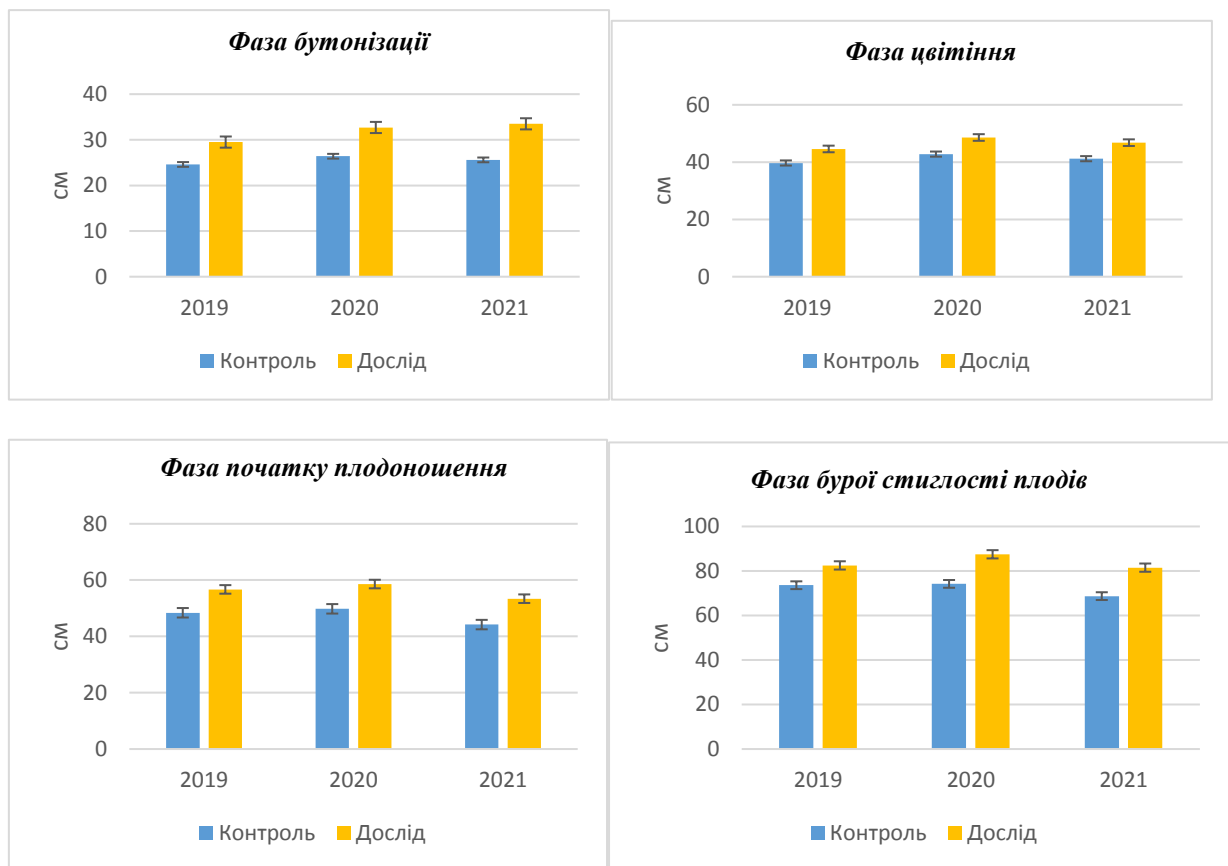 Фаза бутонізації
40
30
20
10
0
см
2019 2020 2021
Контроль Дослід
Фаза цвітіння
60
40
20
0
см
2019 2020 2021
Контроль Дослід
Фаза початку плодоношення
80
60
40
20
0
см
2019 2020 2021
Контроль Дослід
Фаза бурої стиглості плодів
100
80
60
40
20
0
см
2019 2020 2021
Контроль Дослід